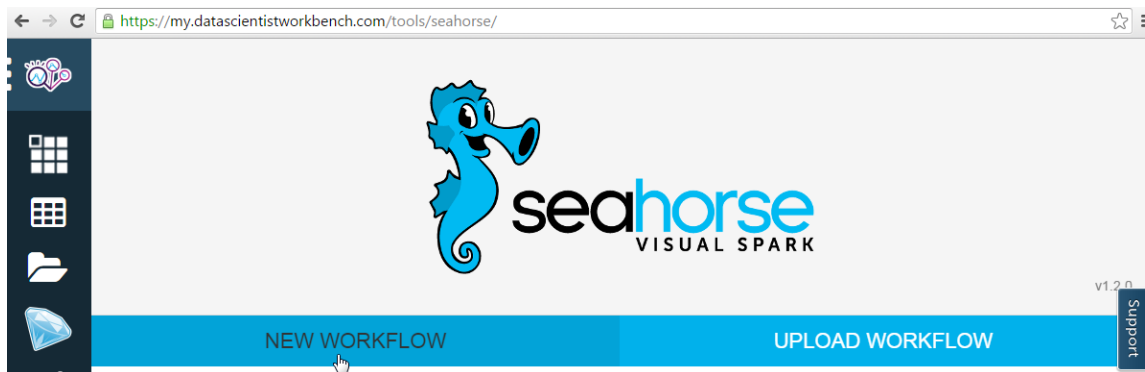 https://my.datascientistworkbench.com/tools/seahorse/
seahorse
VISUAL SPARK
v1.2.0
Support
NEW WORKFLOW
UPLOAD WORKFLOW